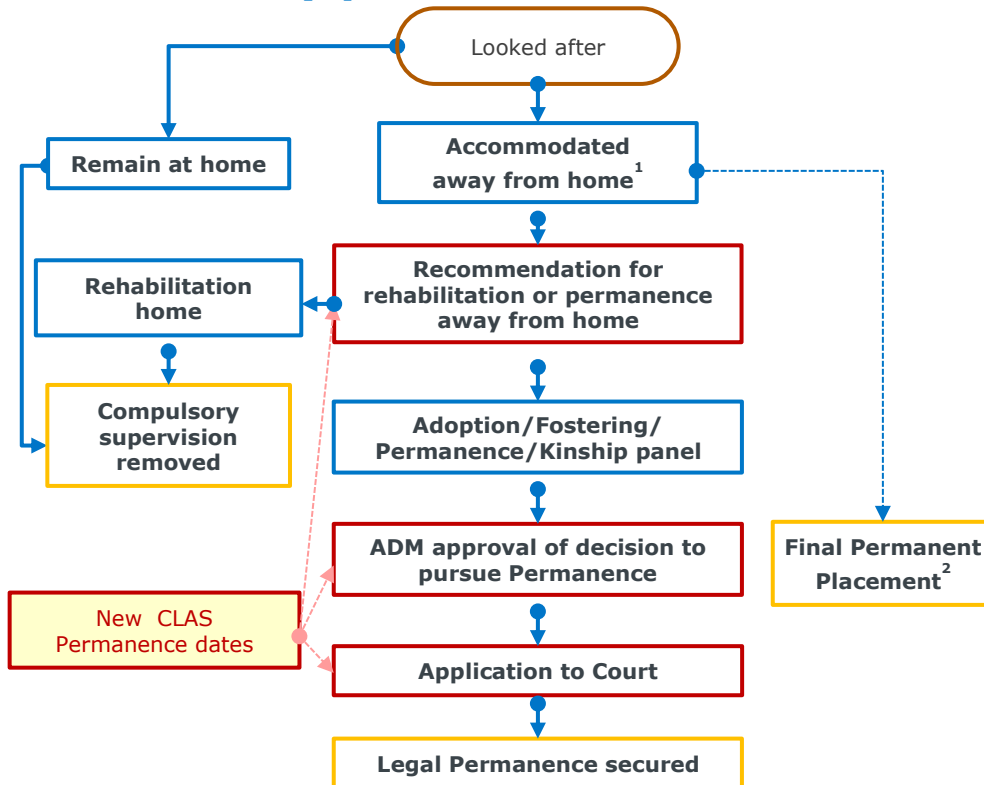 Looked after
Remain at home
Accommodated
away from home1
Recommendation for
rehabilitation or permanence
away from home
Rehabilitation
home
Compulsory
supervision
removed
Adoption/Fostering/
Permanence/Kinship panel
ADM approval of decision to
pursue Permanence
Final Permanent
Placement2
New CLAS
Permanence dates
Application to Court
Legal Permanence secured